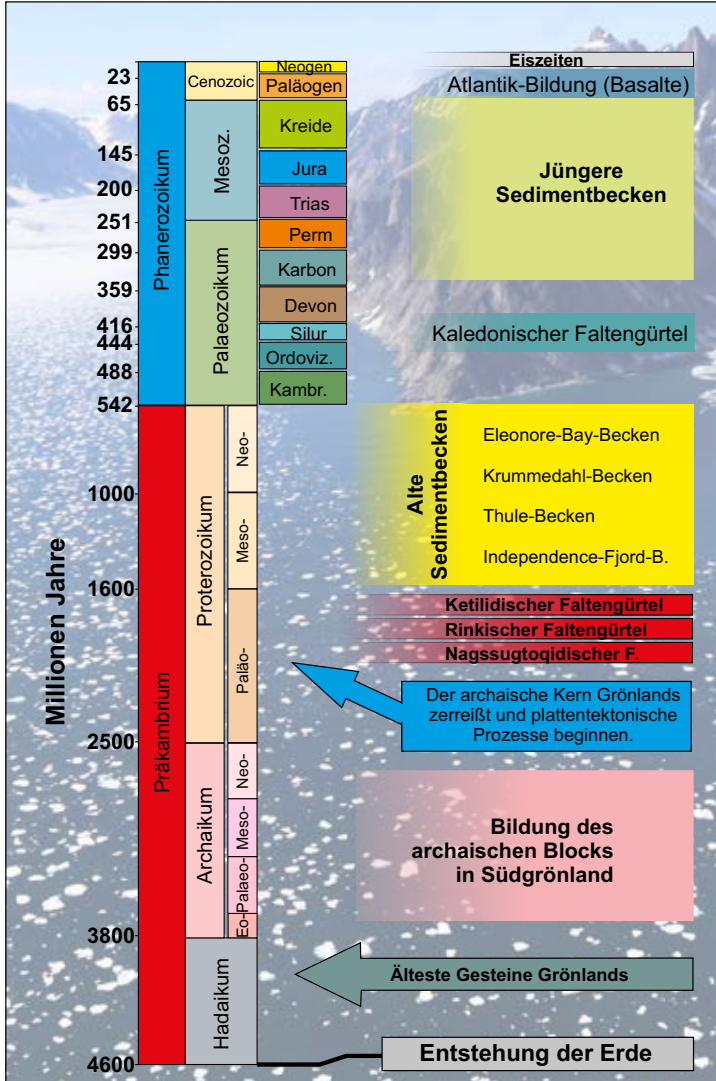 Millionen Jahre
23
65
145
200
251
299
359
416
444
488
542
1000
1600
2500
3800
4600
Phanerozoikum
Präkambrium
Cenozoic
Mesoz.
Palaeozoikum
Proterozoikum
Archaikum
Hadaikum
Neogen
Paläogen
Kreide
Jura
Trias
Perm
Karbon
Devon
Silur
Ordoviz.
Kambr.
Neo-
Meso-
Paläo-
Neo-
Meso-
Palaeo-
Eo-
Eiszeiten
Atlantik-Bildung (Basalte)
Jüngere
Sedimentbecken
Kaledonischer Faltengürtel
Alte
Sedimentbecken
Eleonore-Bay-Becken
Krummedahl-Becken
Thule-Becken
Independence-Fjord-B.
Ketilidischer Faltengürtel
Rinkischer Faltengürtel
Nagssugtoqidischer F.
Der archaische Kern Grönlands
zerreißt und plattentektonische
Prozesse beginnen.
Bildung des
archaischen Blocks
in Südgrönland
Älteste Gesteine Grönlands
Entstehung der Erde